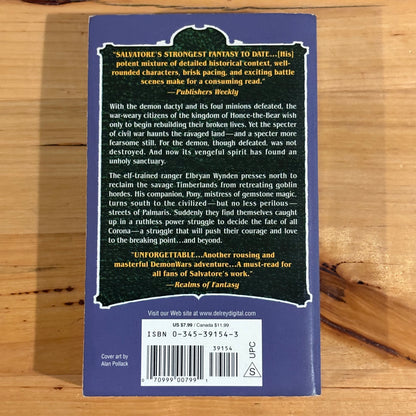 "SALVATORE'S STRONGEST FANTASY TO DATE...[His]
potent mixture of detailed historical context, well-
rounded characters, brisk pacing, and exciting battle
scenes make for a consuming read."
—Publishers Weekly
With the demon dactyl and its foul minions defeated, the
war-weary citizens of the kingdom of Honce-the-Bear wish
only to begin rebuilding their broken lives. Yet the specter
of civil war haunts the ravaged land—and a specter more
fearsome still. For the demon, though defeated, was not
destroyed. And now its vengeful spirit has found an
unholy sanctuary.
The elf-trained ranger Elbryan Wynden presses north to
reclaim the savage Timberlands from retreating goblin
hordes. His companion, Pony, mistress of gemstone magic,
turns south to the civilized—but no less perilous—
streets of Palmaris. Suddenly they find themselves caught
up in a ruthless power struggle to decide the fate of all
Corona—a struggle that will push their courage and love
to the breaking point...and beyond.
"UNFORGETTABLE...Another rousing and
masterful DemonWars adventure...A must-read for
all fans of Salvatore's work."
—Realms of Fantasy
Visit our Web site at www.delreydigital.com
US $7.99 / Canada $11.99
ISBN 0-345-39154-3
39154
0 70999 00799 1
S UPC
Cover art by
Alan Pollack